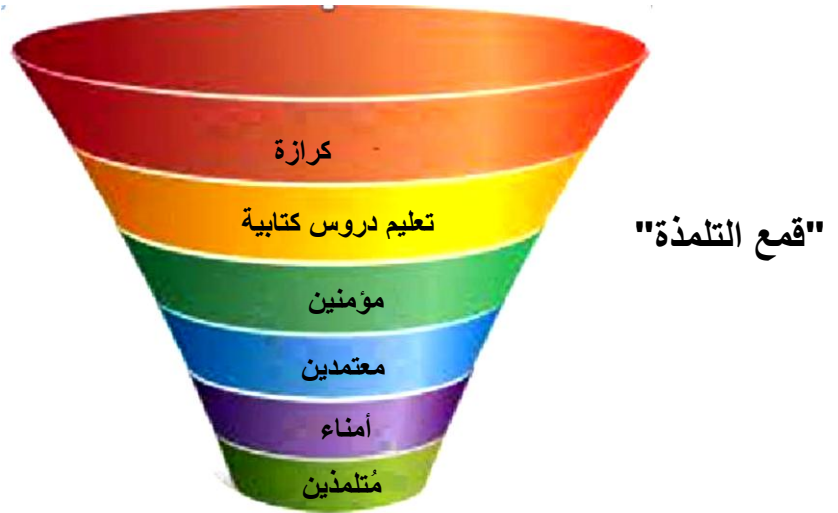 كرازة
تعليم دروس كتابية
"قمع التلمذة"
مؤمنين
معتمدين
أمناء
مُتلمذين